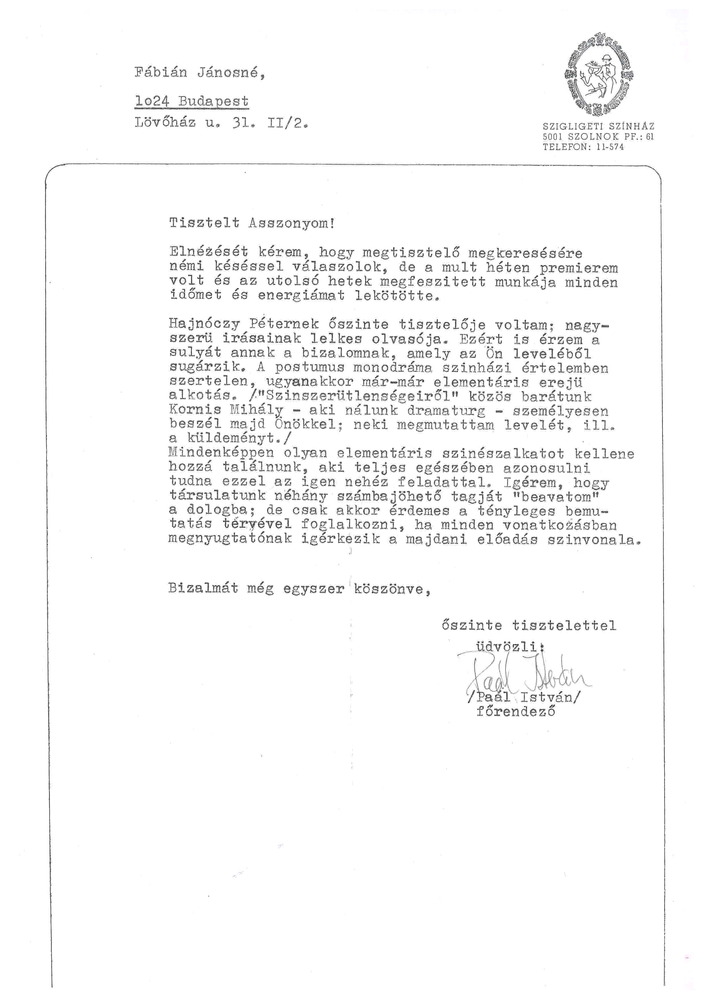 Fábián Jánosné,
lo24 Budapest
Lövőház u. 31. II/2.
SZIGLIGETI SZÍNHÁZ
5001 SZOLNOK PF.: 61
TELEFON: 11-574
Tisztelt Asszonyom!
Elnézését kérem, hogy megtisztelő megkeresésére
némi késéssel válaszolok, de a mult héten premierem
volt és az utolsó hetek megfeszitett munkája minden
időmet és energiámat lekötötte.
Hajnóczy Péternek őszinte tisztelője voltam; nagy-
szerü irásainak lelkes olvasója. Ezért is érzem a
sulyát annak a bizalomnak, amely az Ön leveléből
sugárzik. A postumus monodráma szinházi értelemben
szertelen, ugyanakkor már-már elementáris erejü
alkotás. /"Szinszerütlenségeiről" közös barátunk
Kornis Mihály - aki nálunk dramaturg - személyesen
beszél majd Önökkel; neki megmutattam levelét, ill.
a küldeményt./
Mindenképpen olyan elementáris szinészalkatot kellene
hozzá találnunk, aki teljes egészében azonosulni
tudna ezzel az igen nehéz feladattal. Igérem, hogy
társulatunk néhány számbajöhető tagját "beavatom"
a dologba; de csak akkor érdemes a tényleges bemu-
tatás tervével foglalkozni, ha minden vonatkozásban
megnyugtatónak igérkezik a majdani előadás szinvonala.
Bizalmát még egyszer köszönve,
őszinte tisztelettel
üdvözli:
Paál István
/Paál István/
főrendező